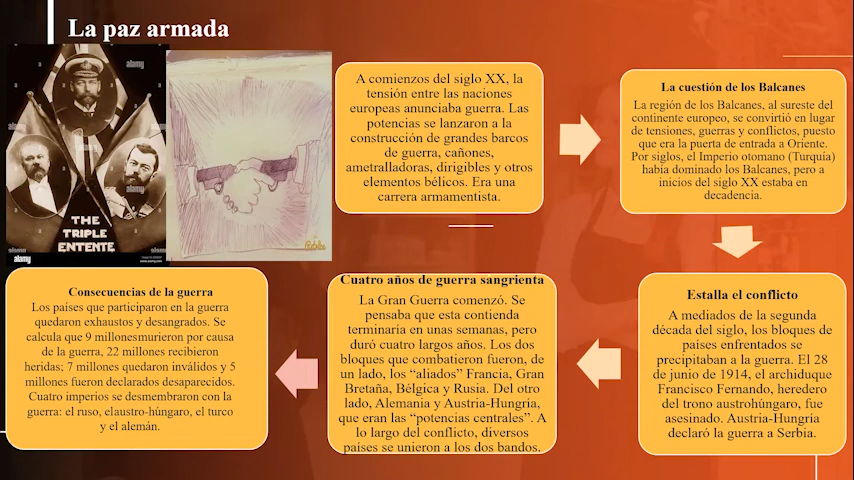 La paz armada
alamy
THE
TRIPLE
ENTENTE
alamy
A comienzos del siglo XX, la
tensión entre las naciones
europeas anunciaba guerra. Las
potencias se lanzaron a la
construcción de grandes barcos
de guerra, cañones,
ametralladoras, dirigibles y otros
elementos bélicos. Era una
carrera armamentista.
La cuestión de los Balcanes
La región de los Balcanes, al sureste del
continente europeo, se convirtió en lugar
de tensiones, guerras y conflictos, puesto
que era la puerta de entrada a Oriente.
Por siglos, el Imperio otomano (Turquía)
había dominado los Balcanes, pero a
inicios del siglo XX estaba en
decadencia.
Estalla el conflicto
A mediados de la segunda
década del siglo, los bloques de
países enfrentados se
precipitaban a la guerra. El 28
de junio de 1914, el archiduque
Francisco Fernando, heredero
del trono austrohúngaro, fue
asesinado. Austria-Hungría
declaró la guerra a Serbia.
Cuatro años de guerra sangrienta
La Gran Guerra comenzó. Se
pensaba que esta contienda
terminaría en unas semanas, pero
duró cuatro largos años. Los dos
bloques que combatieron fueron, de
un lado, los “aliados” Francia, Gran
Bretaña, Bélgica y Rusia. Del otro
lado, Alemania y Austria-Hungría,
que eran las “potencias centrales”. A
lo largo del conflicto, diversos
países se unieron a los dos bandos.
Consecuencias de la guerra
Los países que participaron en la guerra
quedaron exhaustos y desangrados. Se
calcula que 9 millonesmurieron por causa
de la guerra, 22 millones recibieron
heridas; 7 millones quedaron inválidos y 5
millones fueron declarados desaparecidos.
Cuatro imperios se desmembraron con la
guerra: el ruso, elaustro-húngaro, el turco
y el alemán.